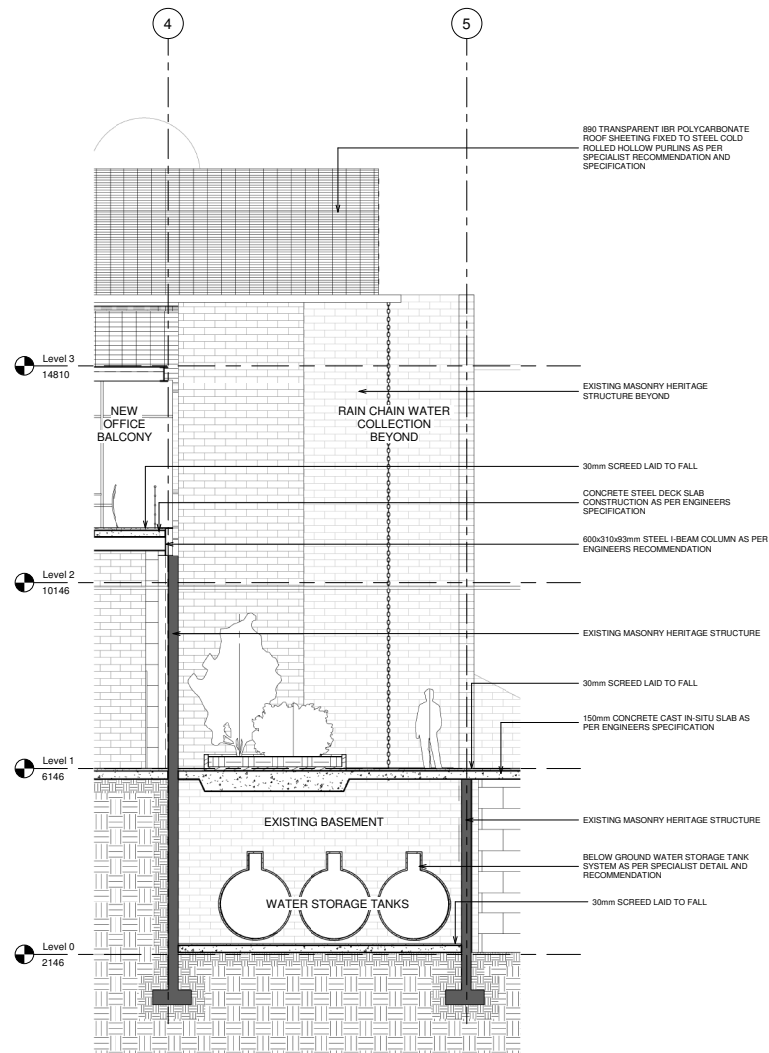 4
5
890 TRANSPARENT IBR POLYCARBONATE
ROOF SHEETING FIXED TO STEEL COLD
ROLLED HOLLOW PURLINS AS PER
SPECIALIST RECOMMENDATION AND
SPECIFICATION
Level 3
14810
EXISTING MASONRY HERITAGE
STRUCTURE BEYOND
NEW
OFFICE
BALCONY
RAIN CHAIN WATER
COLLECTION
BEYOND
30mm SCREED LAID TO FALL
CONCRETE STEEL DECK SLAB
CONSTRUCTION AS PER ENGINEERS
SPECIFICATION
600x310x93mm STEEL I-BEAM COLUMN AS PER
ENGINEERS RECOMMENDATION
Level 2
10146
EXISTING MASONRY HERITAGE STRUCTURE
30mm SCREED LAID TO FALL
150mm CONCRETE CAST IN-SITU SLAB AS
PER ENGINEERS SPECIFICATION
Level 1
6146
EXISTING BASEMENT
EXISTING MASONRY HERITAGE STRUCTURE
BELOW GROUND WATER STORAGE TANK
SYSTEM AS PER SPECIALIST DETAIL AND
RECOMMENDATION
WATER STORAGE TANKS
30mm SCREED LAID TO FALL
Level 0
2146